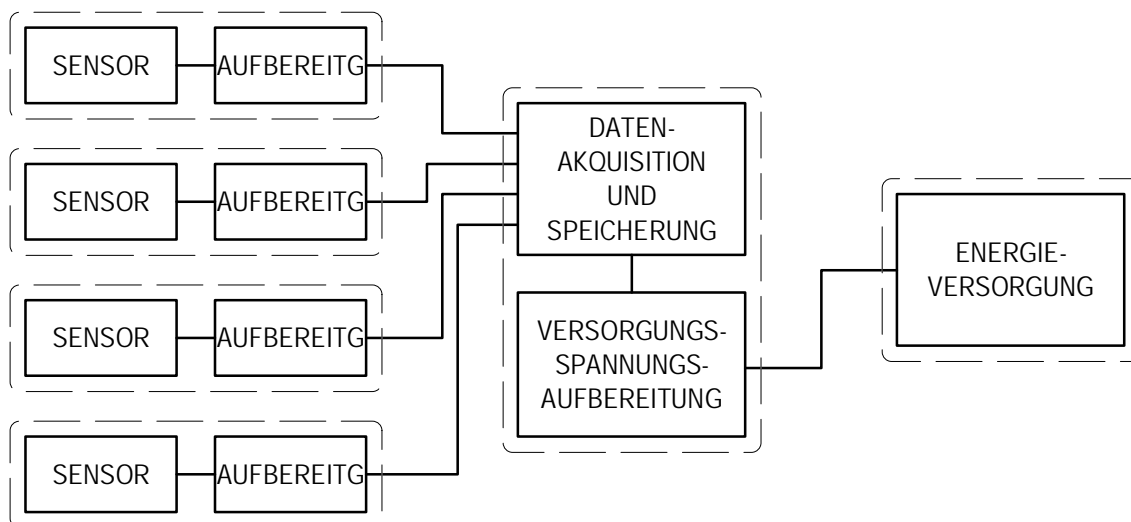 SENSOR
AUFBEREITG
SENSOR
AUFBEREITG
SENSOR
AUFBEREITG
SENSOR
AUFBEREITG
DATEN-
AKQUISITION
UND
SPEICHERUNG
VERSORGUNGS-
SPANNUNGS-
AUFBEREITUNG
ENERGIE-
VERSORGUNG